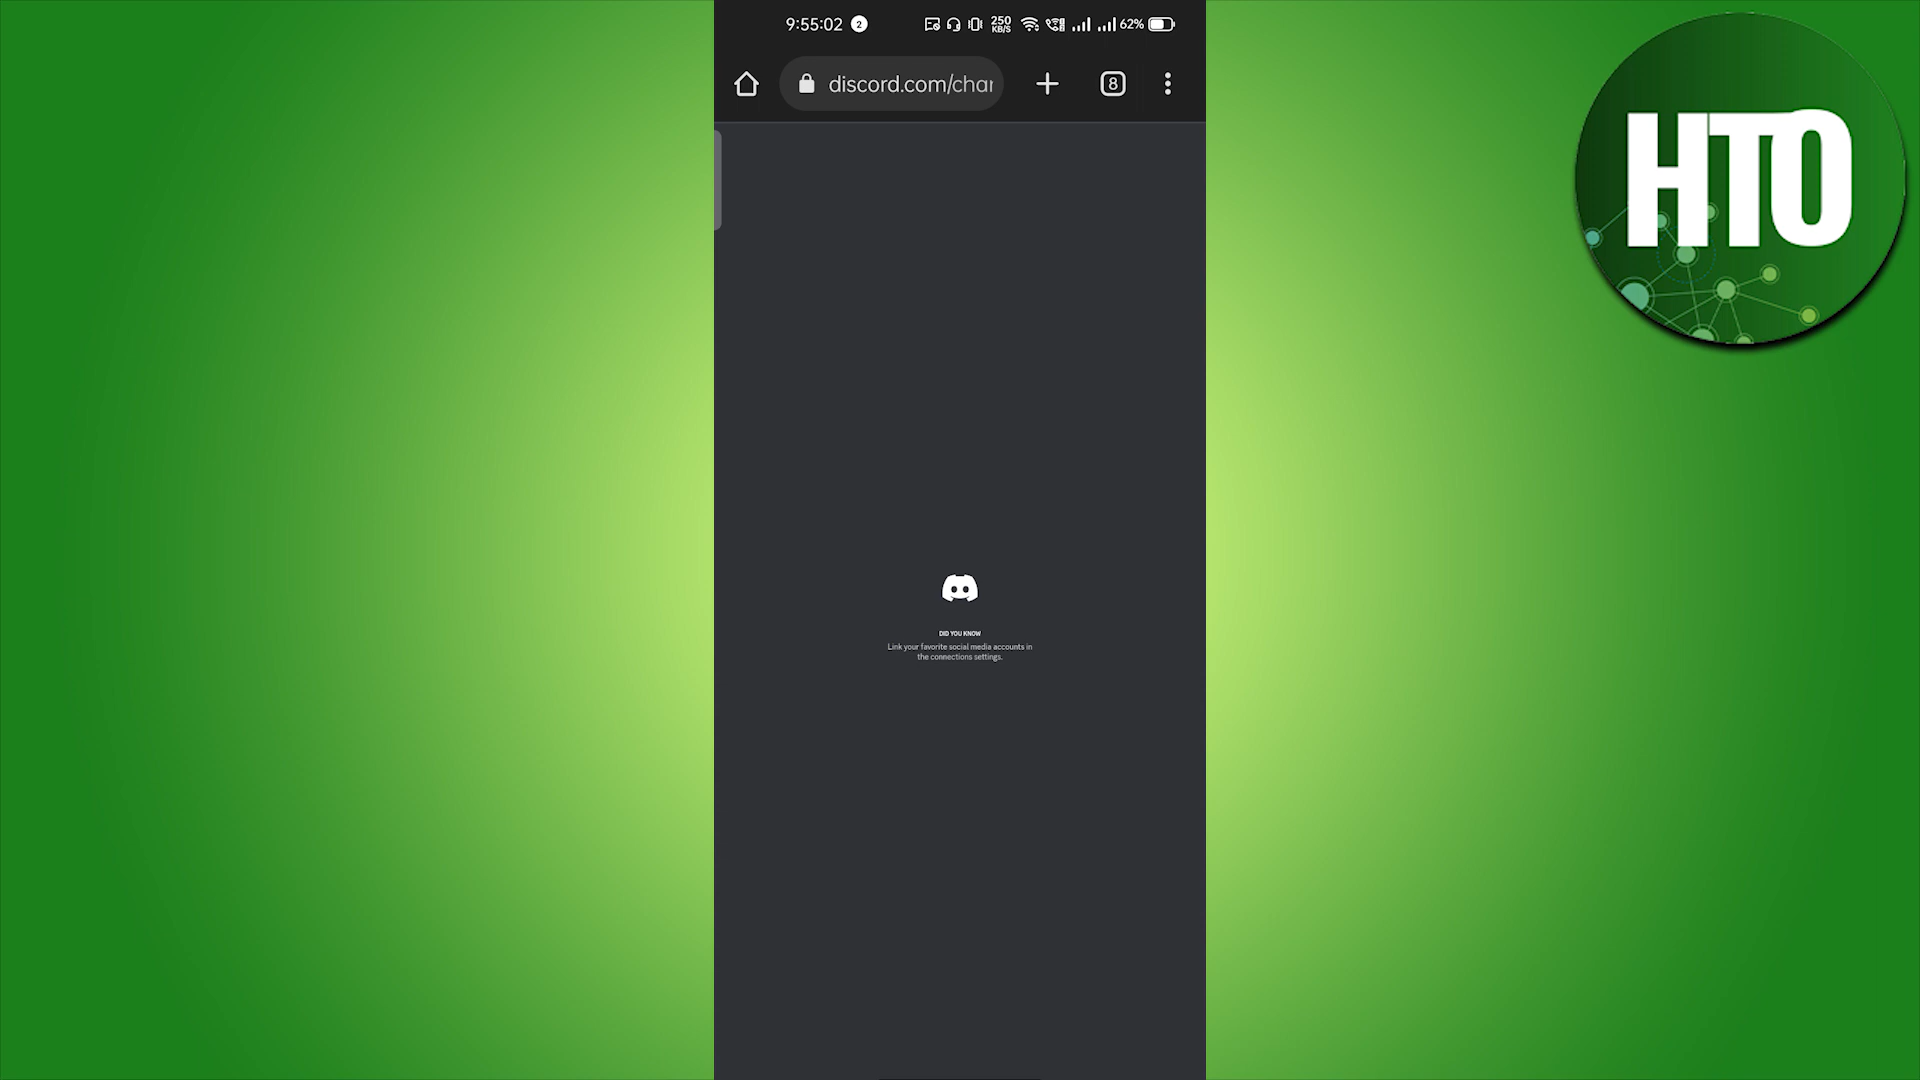 9:55:02 2 250 KB/S 62%
discord.com/char 8
HTO
DID YOU KNOW
Link your favorite social media accounts in
the connections settings.